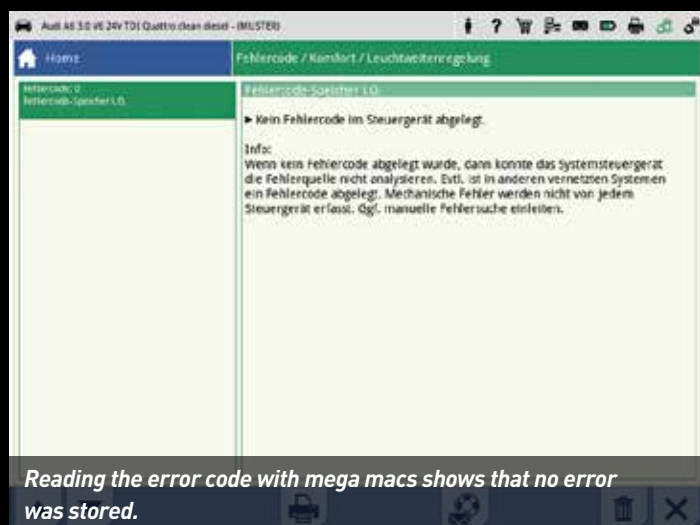 Audi A6 3.0 V6 24V TDI Quattro clean diesel - (MUSTER)
Home
Fehlercode / Komfort / Leuchtweitenregelung
Fehlercode: 0
Fehlercode-Speicher i.O.
Fehlercode-Speicher i.O.
► Kein Fehlercode im Steuergerät abgelegt.
Info:
Wenn kein Fehlercode abgelegt wurde, dann konnte das Systemsteuergerät
die Fehlerquelle nicht analysieren. Evtl. ist in anderen vernetzten Systemen
ein Fehlercode abgelegt. Mechanische Fehler werden nicht von jedem
Steuergerät erfasst. Ggf. manuelle Fehlersuche einleiten.
Reading the error code with mega macs shows that no error
was stored.